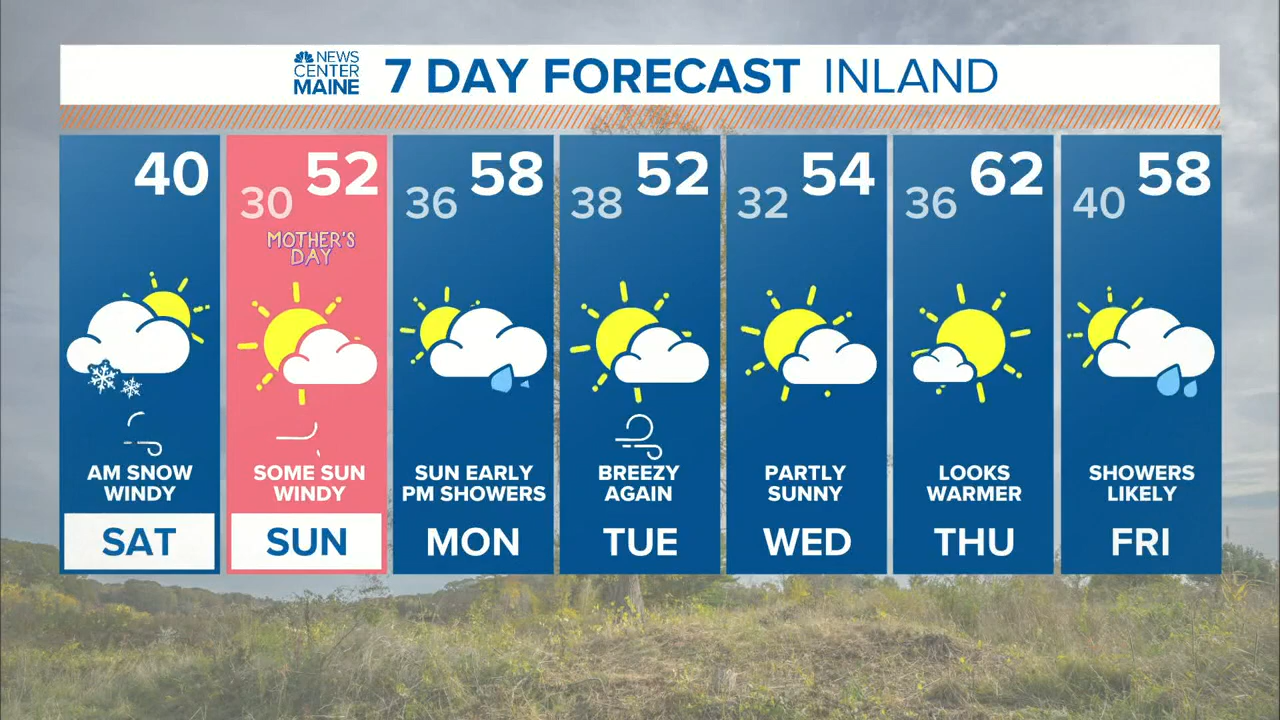 NEWS
CENTER
MAINE
7 DAY FORECAST INLAND
40
30 52
MOTHER'S
DAY
36 58
38 52
32 54
36 62
40 58
AM SNOW
WINDY
SAT
SOME SUN
WINDY
SUN
SUN EARLY
PM SHOWERS
MON
BREEZY
AGAIN
TUE
PARTLY
SUNNY
WED
LOOKS
WARMER
THU
SHOWERS
LIKELY
FRI